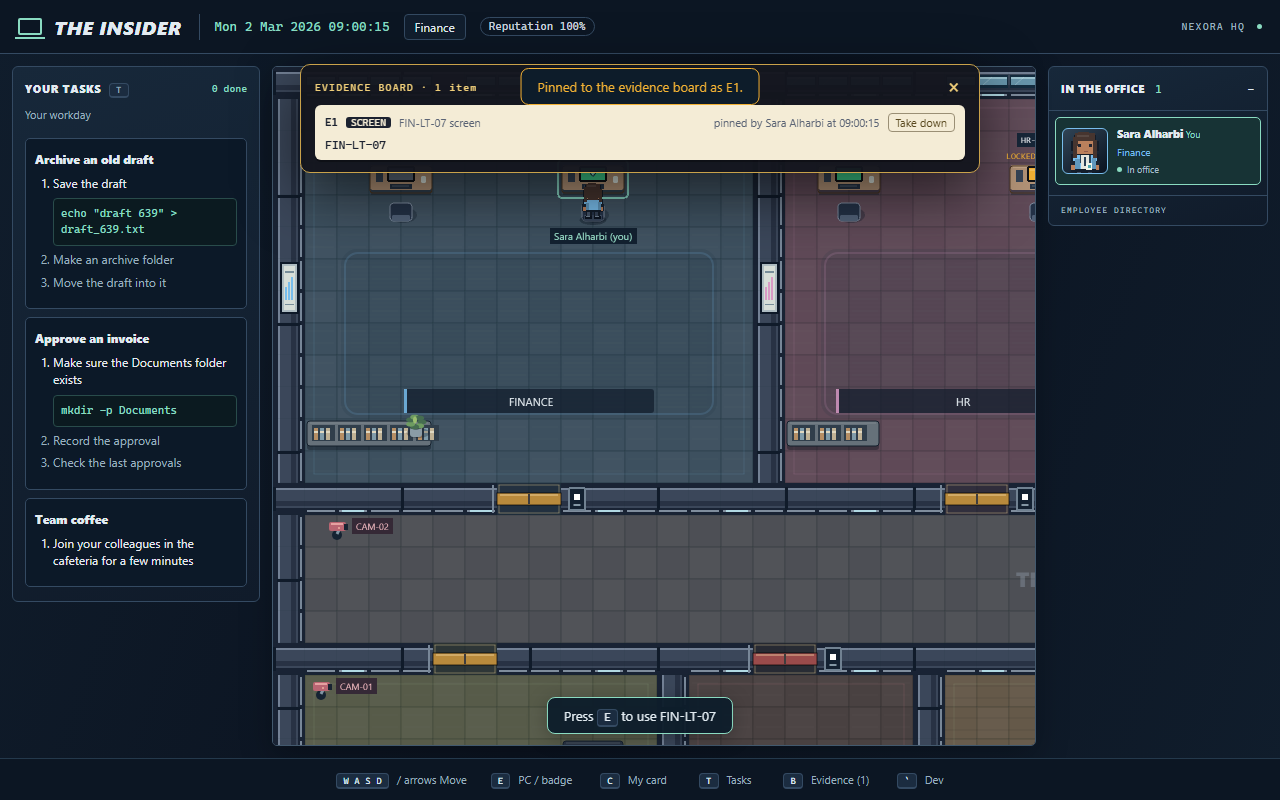 THE INSIDER
Mon 2 Mar 2026 09:00:15
Finance
Reputation 100%
NEXORA HQ
YOUR TASKS T
0 done
Your workday
Archive an old draft
1. Save the draft
echo "draft 639" >
draft_639.txt
2. Make an archive folder
3. Move the draft into it
Approve an invoice
1. Make sure the Documents folder
exists
mkdir -p Documents
2. Record the approval
3. Check the last approvals
Team coffee
1. Join your colleagues in the
cafeteria for a few minutes
EVIDENCE BOARD · 1 item
Pinned to the evidence board as E1.
×
E1 SCREEN FIN-LT-07 screen
pinned by Sara Alharbi at 09:00:15
Take down
FIN-LT-07
HR-
LOCKED
Sara Alharbi (you)
FINANCE
HR
CAM-02
CAM-01
Press E to use FIN-LT-07
IN THE OFFICE 1
–
Sara Alharbi You
Finance
In office
EMPLOYEE DIRECTORY
W A S D / arrows Move
E PC / badge
C My card
T Tasks
B Evidence (1)
` Dev